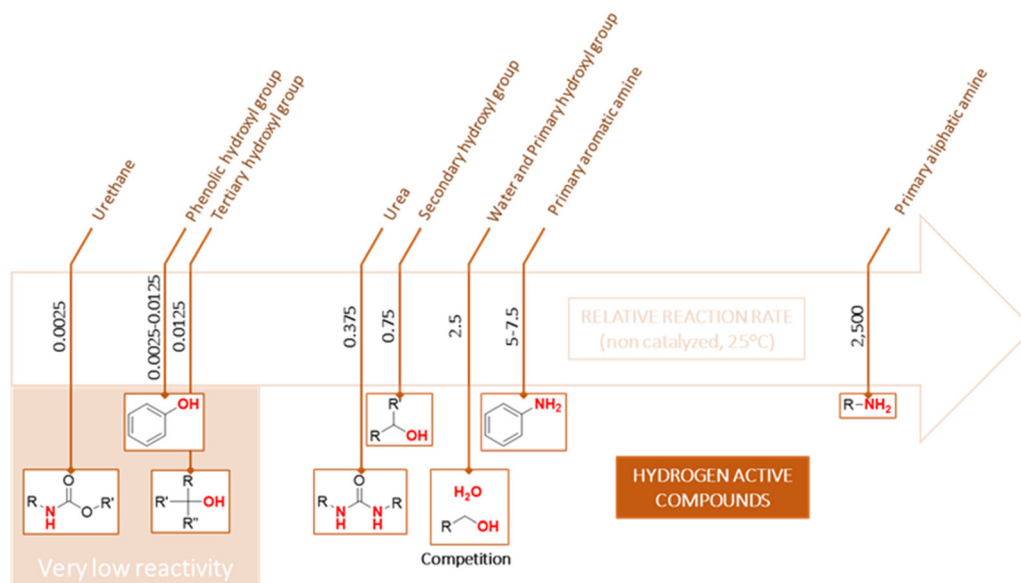 Urethane
Phenolic hydroxyl group
Tertiary hydroxyl group
Urea
Secondary hydroxyl group
Water and Primary hydroxyl group
Primary aromatic amine
Primary aliphatic amine
0.0025
0.0025-0.0125
0.0125
0.375
0.75
2.5
5-7.5
2,500
RELATIVE REACTION RATE
(non catalyzed, 25°C)
OH
R'
R
OH
NH₂
R—NH₂
O
R
N
H
O
R'
R
R'
OH
R''
O
R
N
H
N
H
R
H₂O
R
OH
HYDROGEN ACTIVE
COMPOUNDS
Competition
Very low reactivity